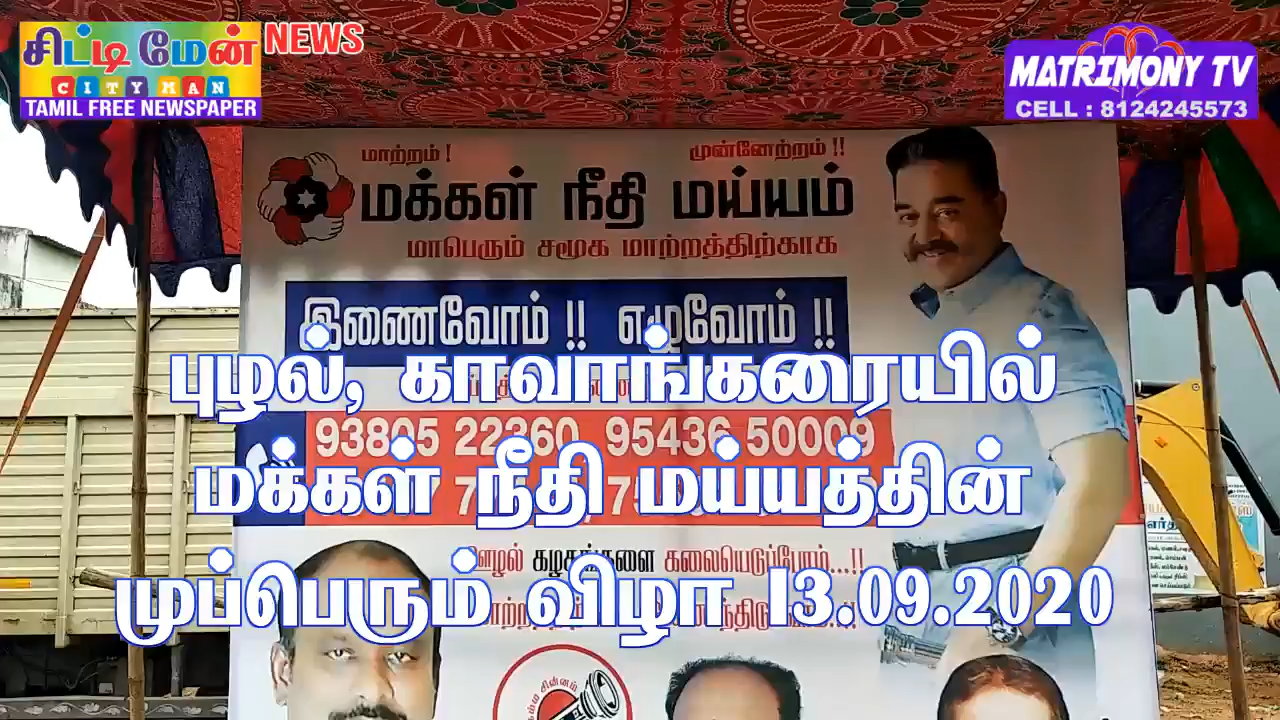 சிட்டி மேன் NEWS
CITY MAN
TAMIL FREE NEWSPAPER
MATRIMONY TV
CELL : 8124245573
மாற்றம் ! முன்னேற்றம் !!
மக்கள் நீதி மய்யம்
மாபெரும் சமூக மாற்றத்திற்காக
இணைவோம் !! எழுவோம் !!
புழல், காவாங்கரையில்
93805 22360, 95436 50009
மக்கள் நீதி மய்யத்தின்
கலையெடுப்போம்...!!
முப்பெரும் விழா 13.09.2020